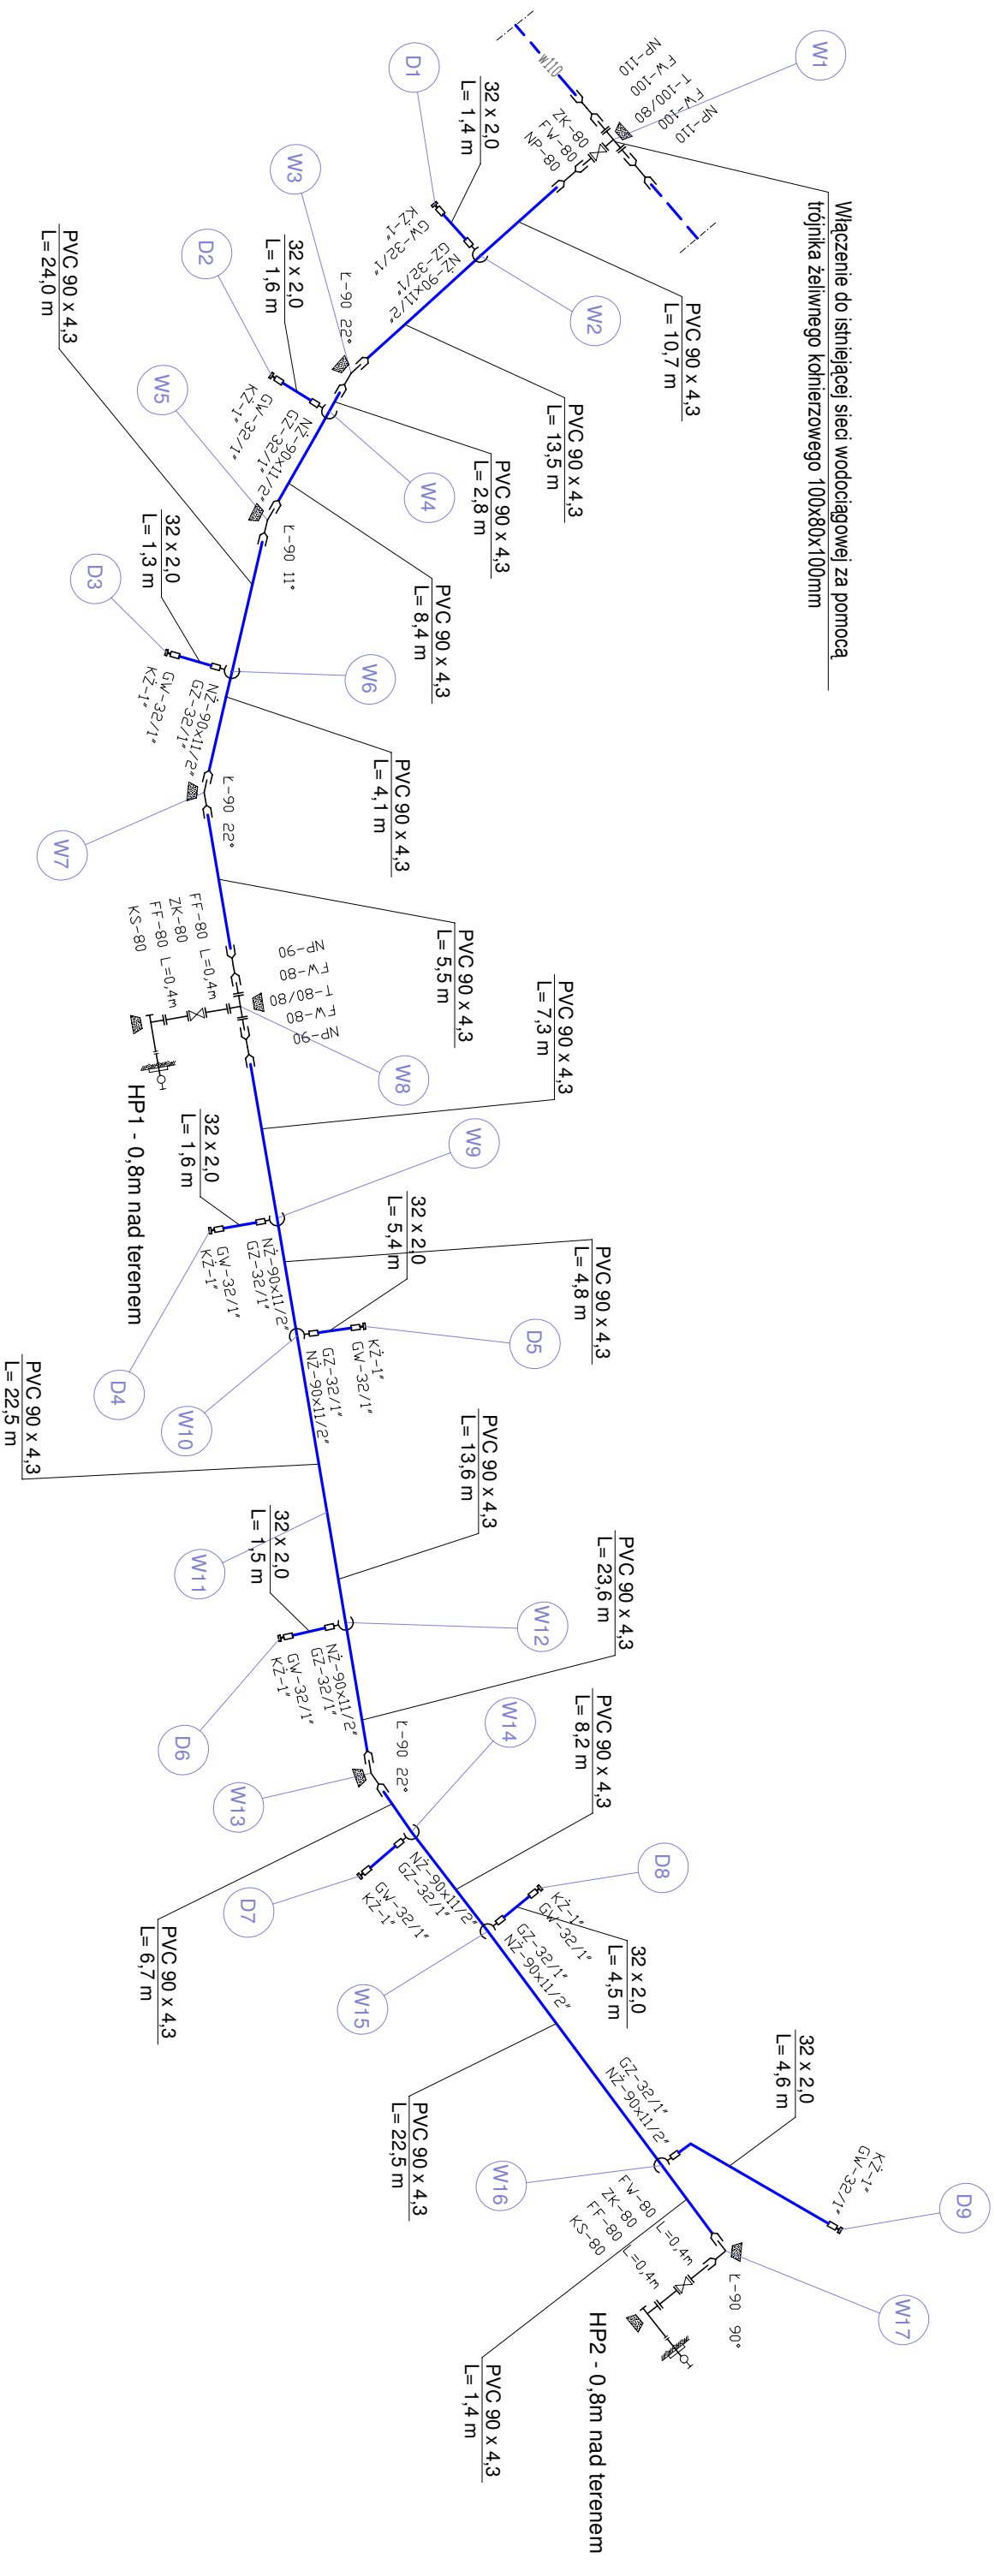 Włączenie do istniejącej sieci wodociągowej za pomocą
trójnika żeliwnego kołnierzowego 100x80x100mm
W1
NP-110
FW-100
T-100/80
FW-100
NP-110
w110
ZK-80
FW-80
NP-80
D1
32 x 2,0
L= 1,4 m
KŻ-1"
GW-32/1"
GZ-32/1"
NŻ-90x11/2"
W2
PVC 90 x 4,3
L= 10,7 m
W3
Ł-90 22°
PVC 90 x 4,3
L= 13,5 m
D2
32 x 2,0
L= 1,6 m
KŻ-1"
GW-32/1"
GZ-32/1"
NŻ-90x11/2"
W4
PVC 90 x 4,3
L= 2,8 m
W5
Ł-90 11°
PVC 90 x 4,3
L= 8,4 m
PVC 90 x 4,3
L= 24,0 m
D3
32 x 2,0
L= 1,3 m
NŻ-90x11/2"
GZ-32/1"
GW-32/1"
KŻ-1"
W6
PVC 90 x 4,3
L= 4,1 m
W7
Ł-90 22°
PVC 90 x 4,3
L= 5,5 m
FF-80 L=0,4m
ZK-80
FF-80 L=0,4m
KS-80
NP-90
FW-80
T-80/80
FW-80
NP-90
W8
HP1 - 0,8m nad terenem
PVC 90 x 4,3
L= 7,3 m
W9
32 x 2,0
L= 1,6 m
NŻ-90x11/2"
GZ-32/1"
GW-32/1"
KŻ-1"
D4
PVC 90 x 4,3
L= 4,8 m
32 x 2,0
L= 5,4 m
KŻ-1"
GW-32/1"
GZ-32/1"
NŻ-90x11/2"
D5
W10
PVC 90 x 4,3
L= 22,5 m
W11
PVC 90 x 4,3
L= 13,6 m
32 x 2,0
L= 1,5 m
NŻ-90x11/2"
GZ-32/1"
GW-32/1"
KŻ-1"
D6
W12
PVC 90 x 4,3
L= 23,6 m
Ł-90 22°
W13
PVC 90 x 4,3
L= 6,7 m
W14
NŻ-90x11/2"
GZ-32/1"
GW-32/1"
KŻ-1"
D7
PVC 90 x 4,3
L= 8,2 m
D8
KŻ-1"
GW-32/1"
GZ-32/1"
NŻ-90x11/2"
32 x 2,0
L= 4,5 m
W15
PVC 90 x 4,3
L= 22,5 m
GZ-32/1"
NŻ-90x11/2"
W16
32 x 2,0
L= 4,6 m
KŻ-1"
GW-32/1"
D9
FW-80
ZK-80 L=0,4m
FF-80
KS-80 L=0,4m
PVC 90 x 4,3
L= 1,4 m
W17
Ł-90 90°
HP2 - 0,8m nad terenem